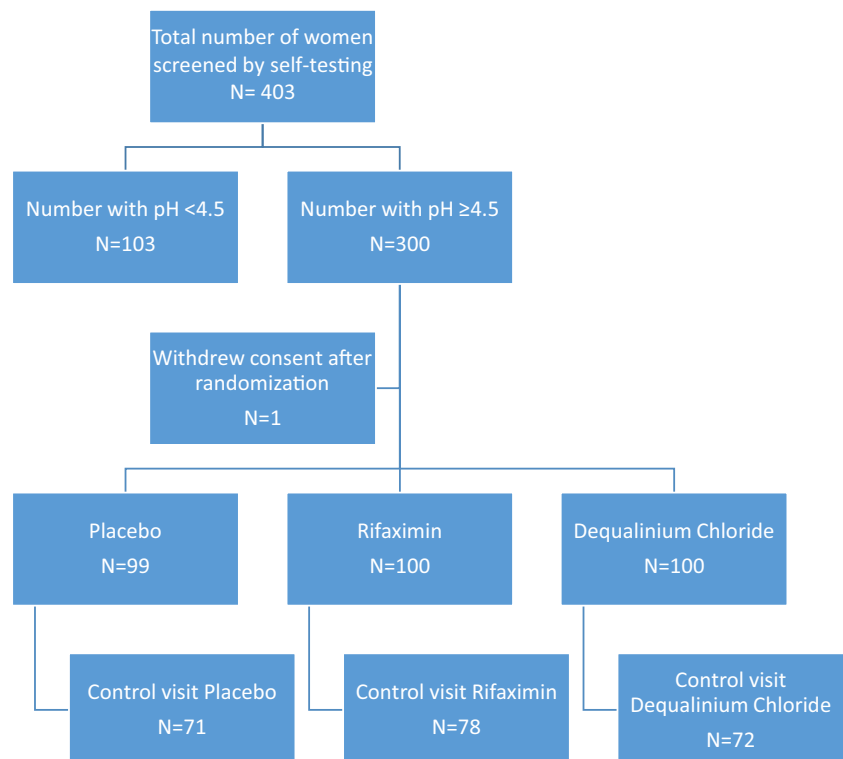 Total number of women
screened by self-testing
N= 403
Number with pH <4.5
N=103
Number with pH ≥4.5
N=300
Withdrew consent after
randomization
N=1
Placebo
N=99
Rifaximin
N=100
Dequalinium Chloride
N=100
Control visit Placebo
N=71
Control visit Rifaximin
N=78
Control visit
Dequalinium Chloride
N=72